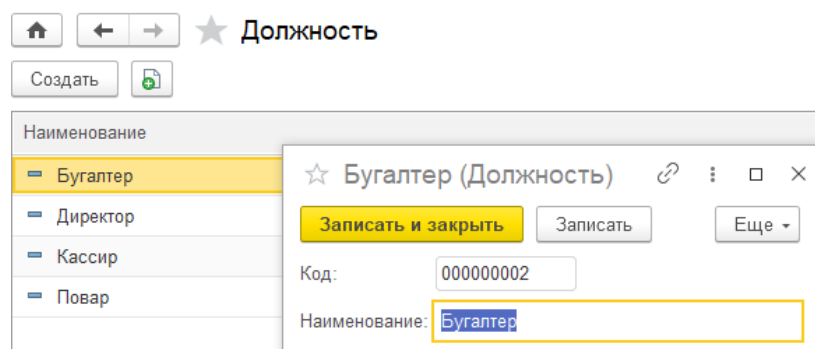 Должность
Создать
Наименование
Бугалтер
Директор
Кассир
Повар
Бугалтер (Должность)
Записать и закрыть Записать Еще
Код: 000000002
Наименование: Бугалтер